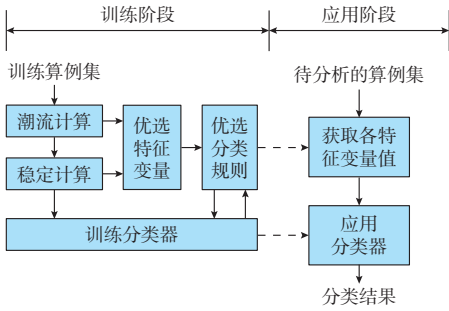 训练阶段
应用阶段
训练算例集
待分析的算例集
潮流计算
稳定计算
优选
特征
变量
优选
分类
规则
获取各特
征变量值
训练分类器
应用
分类器
分类结果